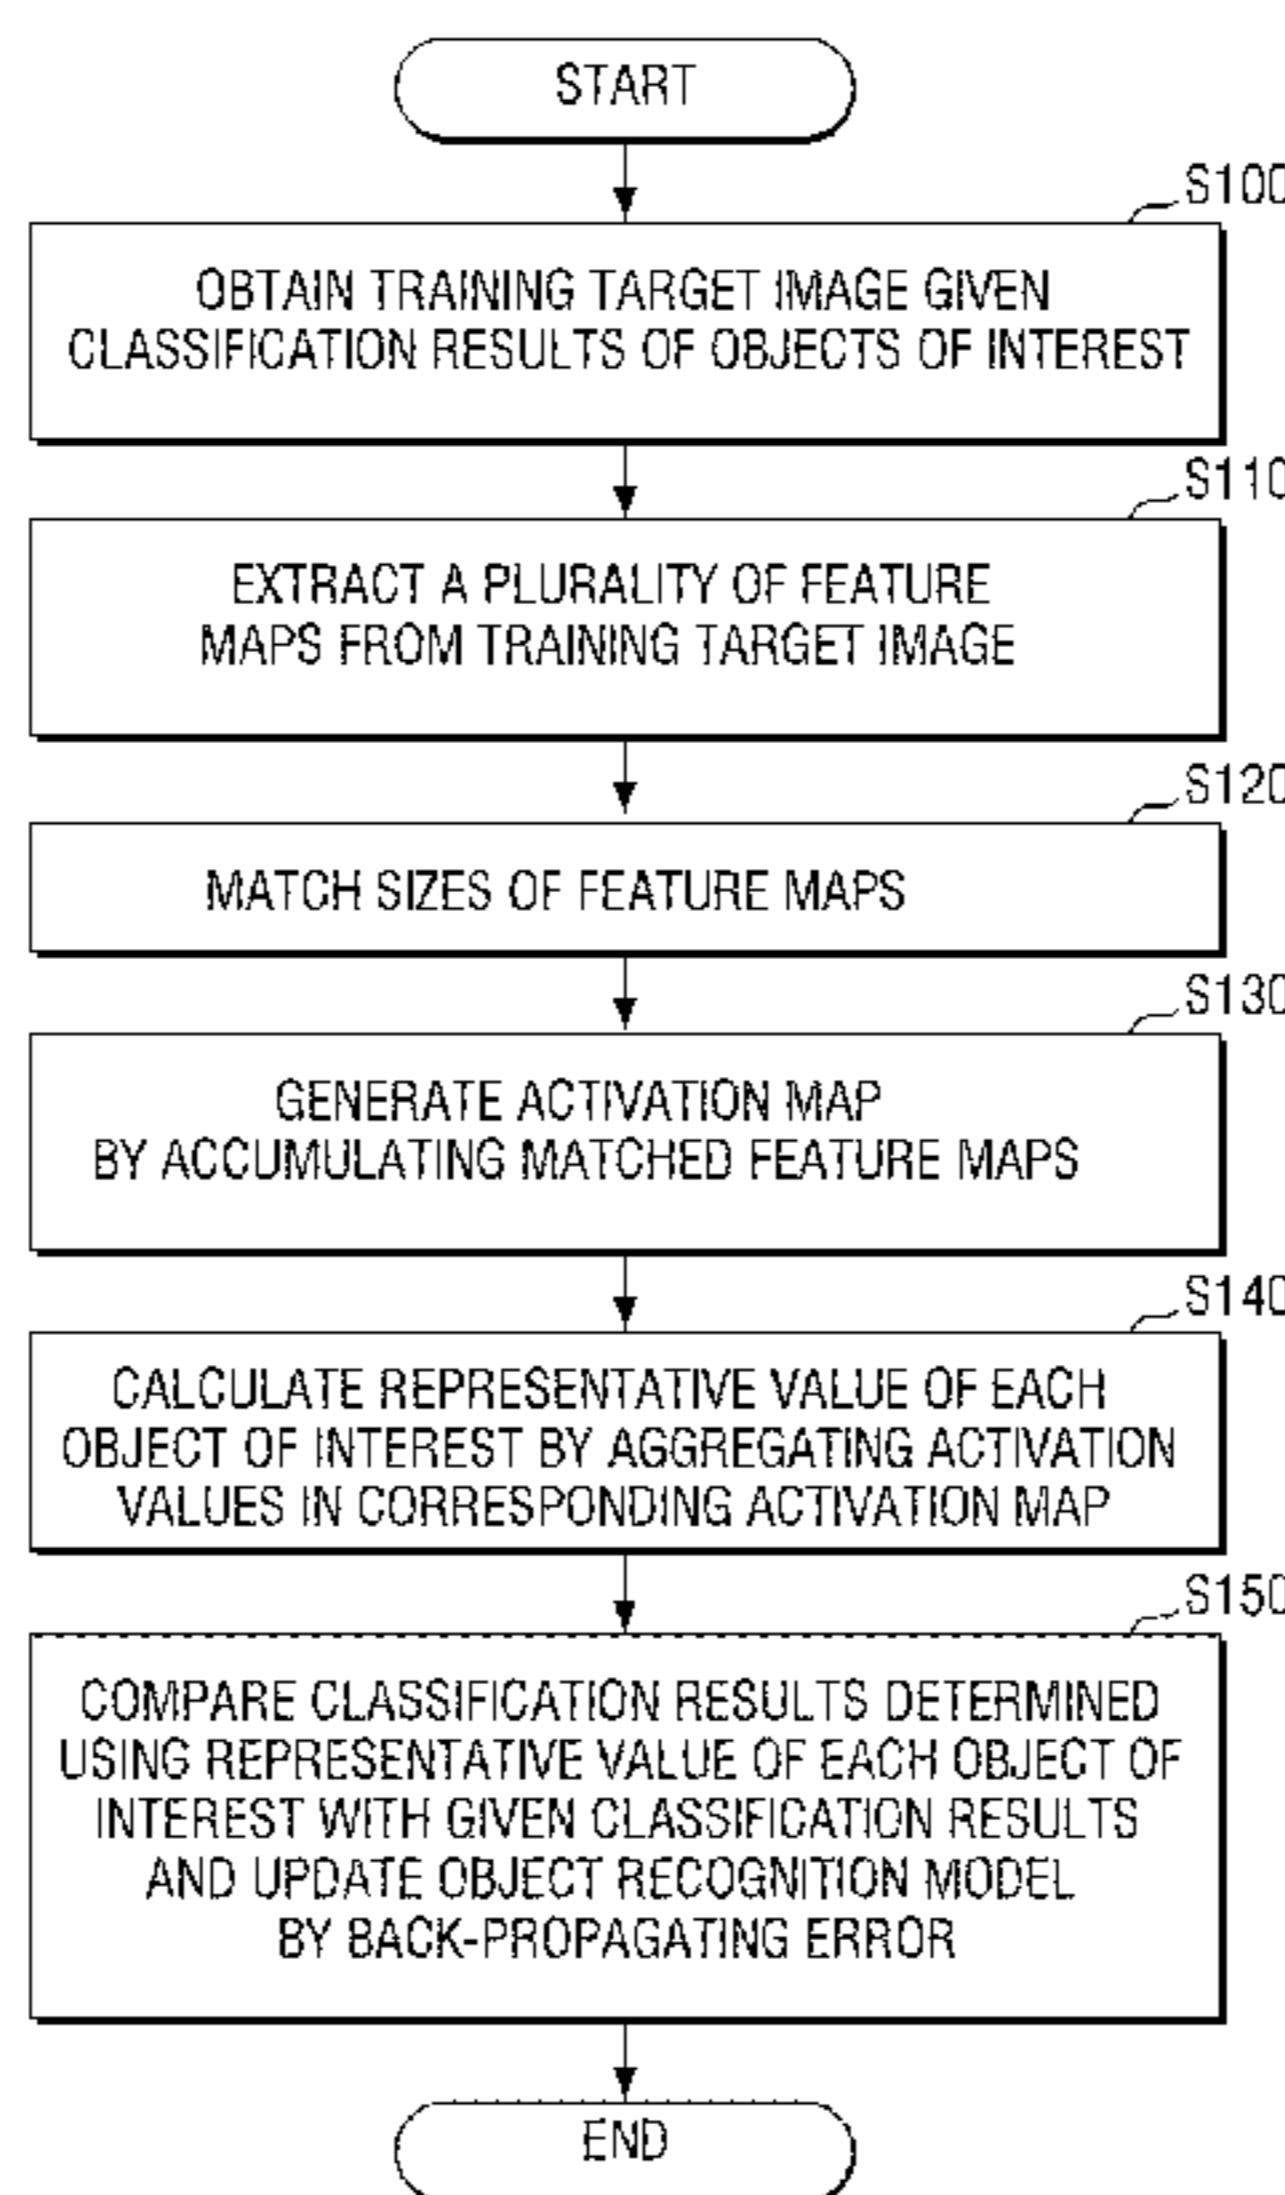 START
S100
OBTAIN TRAINING TARGET IMAGE GIVEN
CLASSIFICATION RESULTS OF OBJECTS OF INTEREST
S110
EXTRACT A PLURALITY OF FEATURE
MAPS FROM TRAINING TARGET IMAGE
S120
MATCH SIZES OF FEATURE MAPS
S130
GENERATE ACTIVATION MAP
BY ACCUMULATING MATCHED FEATURE MAPS
S140
CALCULATE REPRESENTATIVE VALUE OF EACH
OBJECT OF INTEREST BY AGGREGATING ACTIVATION
VALUES IN CORRESPONDING ACTIVATION MAP
S150
COMPARE CLASSIFICATION RESULTS DETERMINED
USING REPRESENTATIVE VALUE OF EACH OBJECT OF
INTEREST WITH GIVEN CLASSIFICATION RESULTS
AND UPDATE OBJECT RECOGNITION MODEL
BY BACK-PROPAGATING ERROR
END